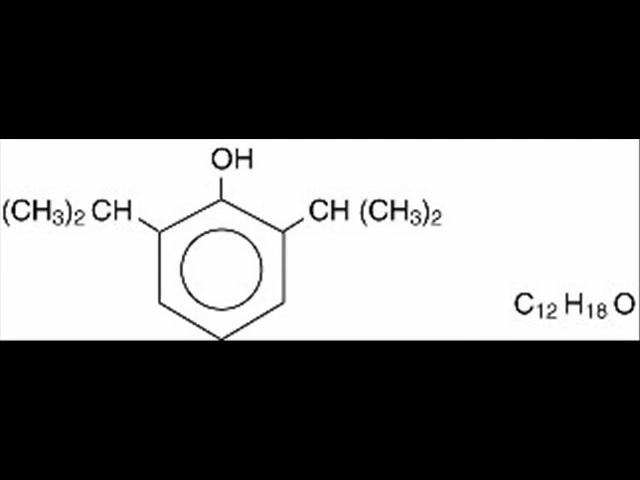 OH
(CH₃)₂ CH CH (CH₃)₂
C₁₂ H₁₈ O